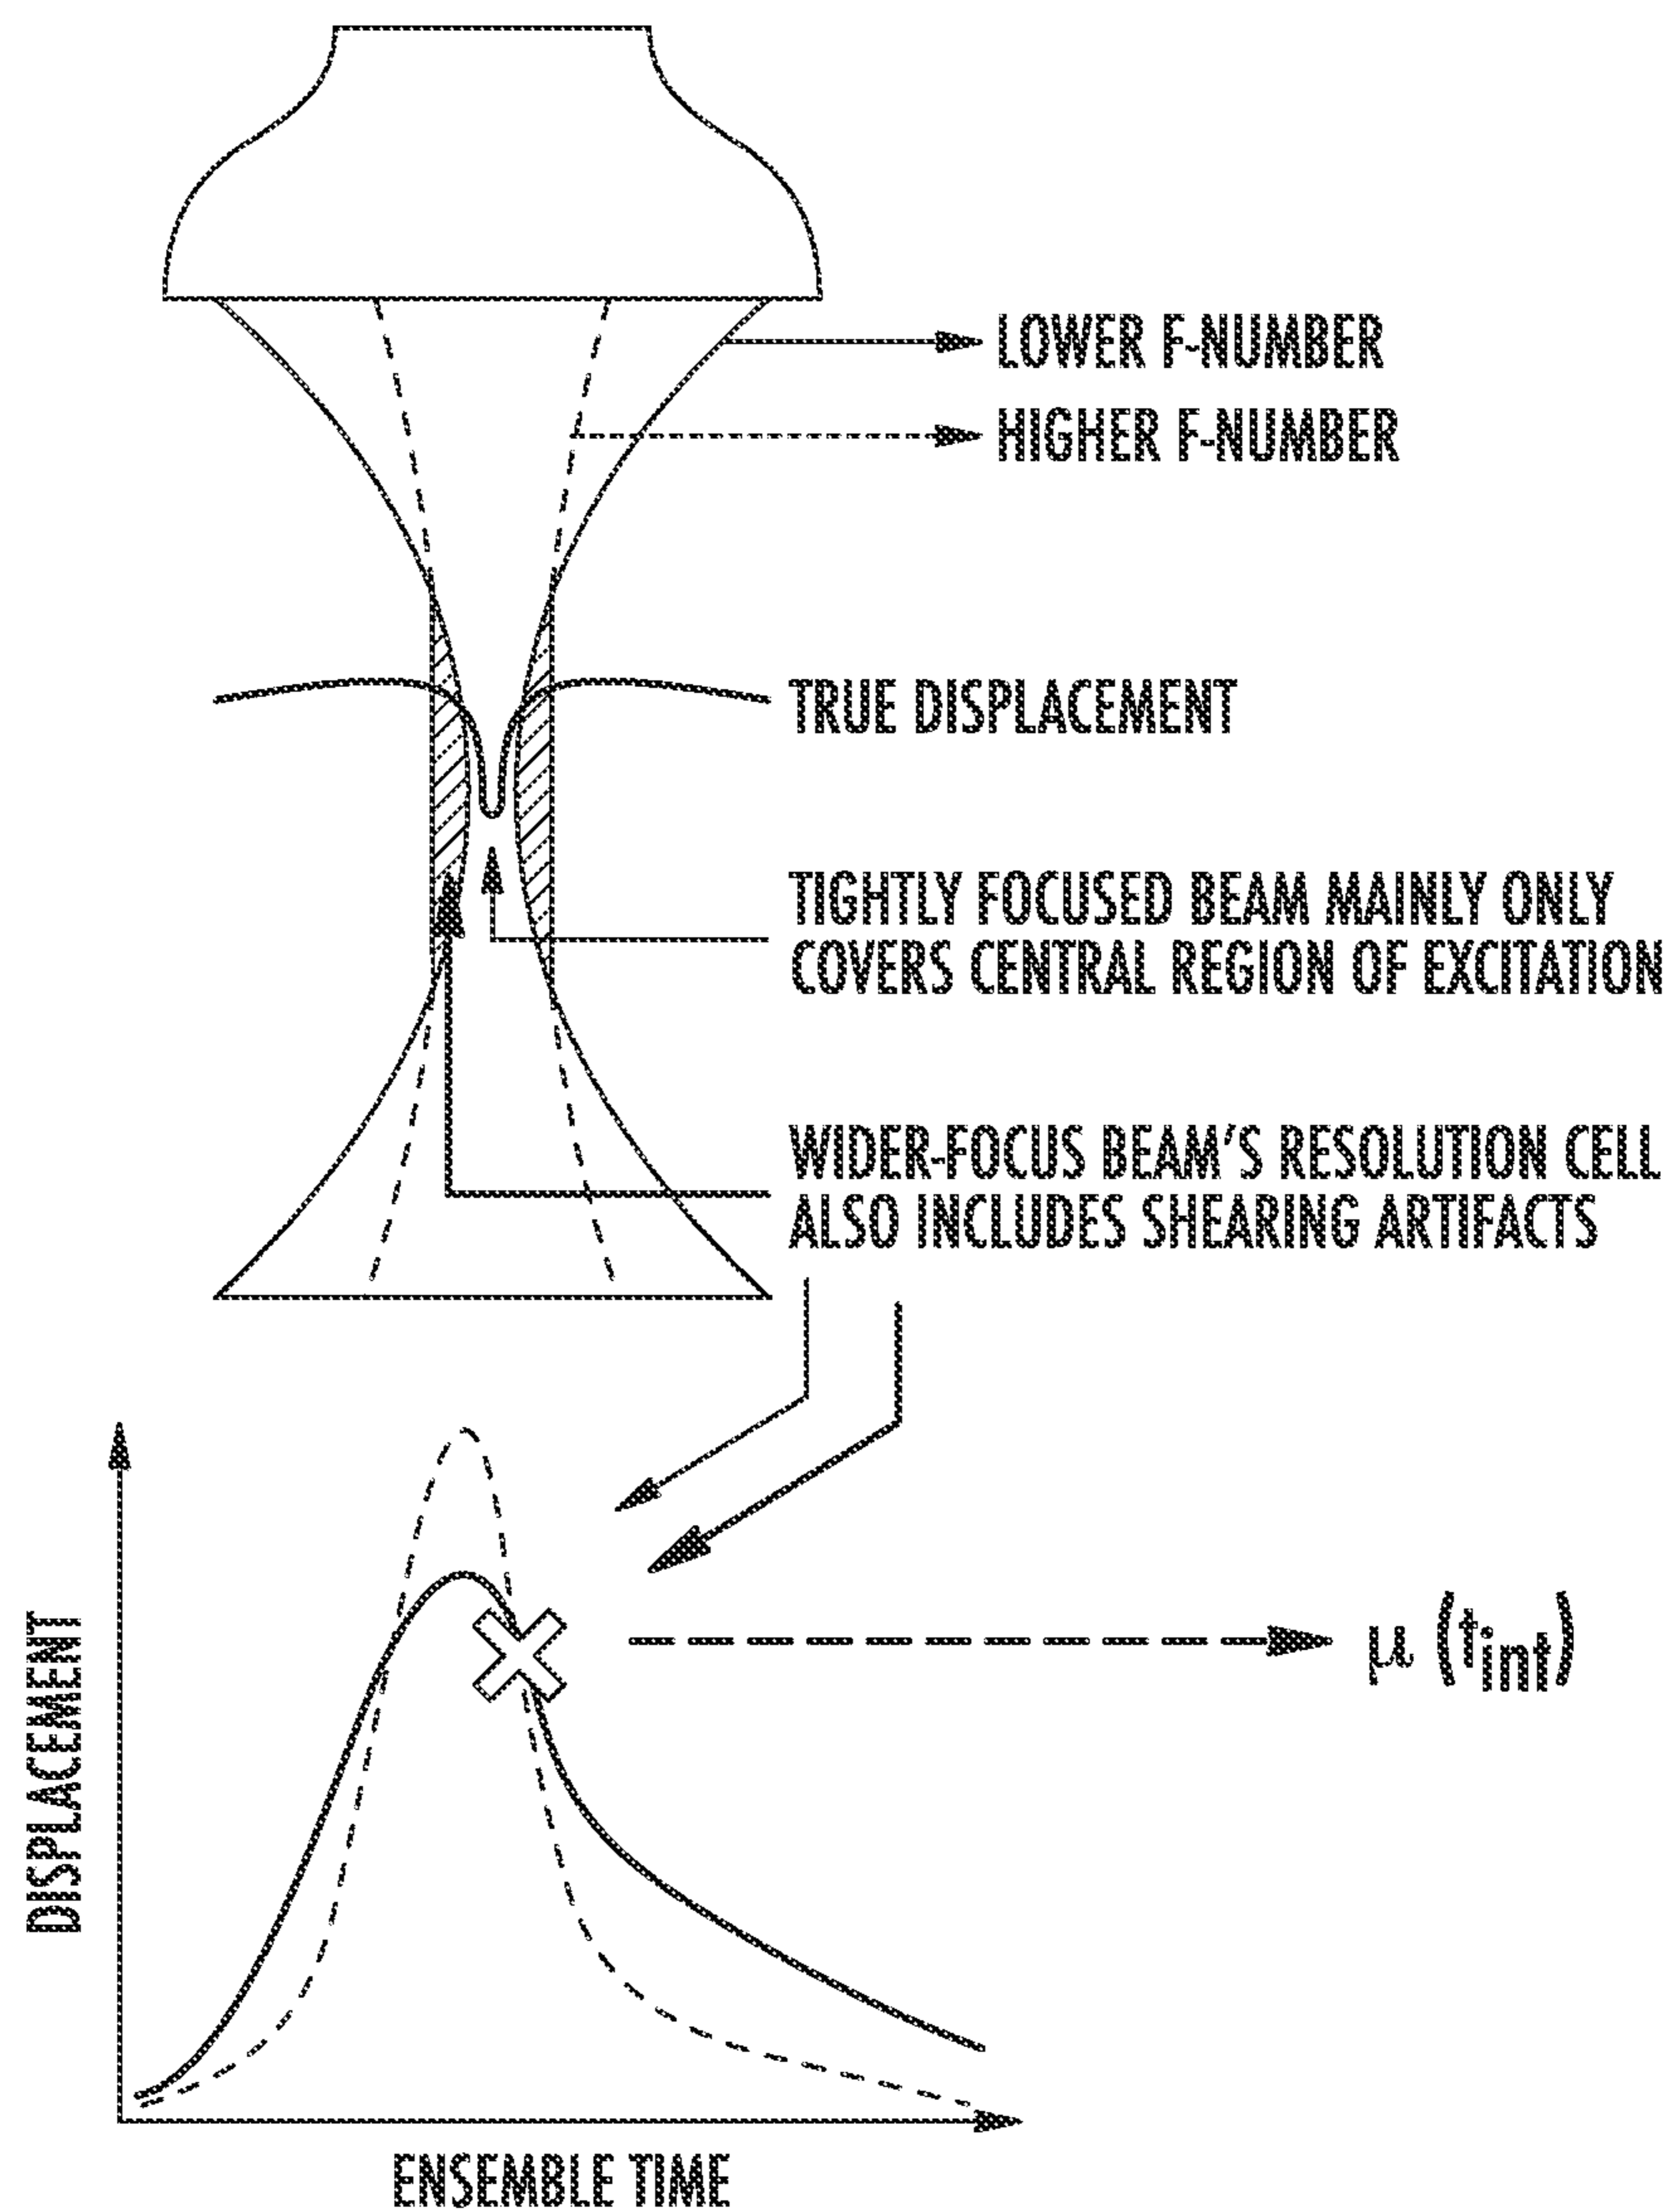 LOWER F-NUMBER
HIGHER F-NUMBER
TRUE DISPLACEMENT
TIGHTLY FOCUSED BEAM MAINLY ONLY
COVERS CENTRAL REGION OF EXCITATION
WIDER-FOCUS BEAM'S RESOLUTION CELL
ALSO INCLUDES SHEARING ARTIFACTS
DISPLACEMENT
μ (tint)
ENSEMBLE TIME